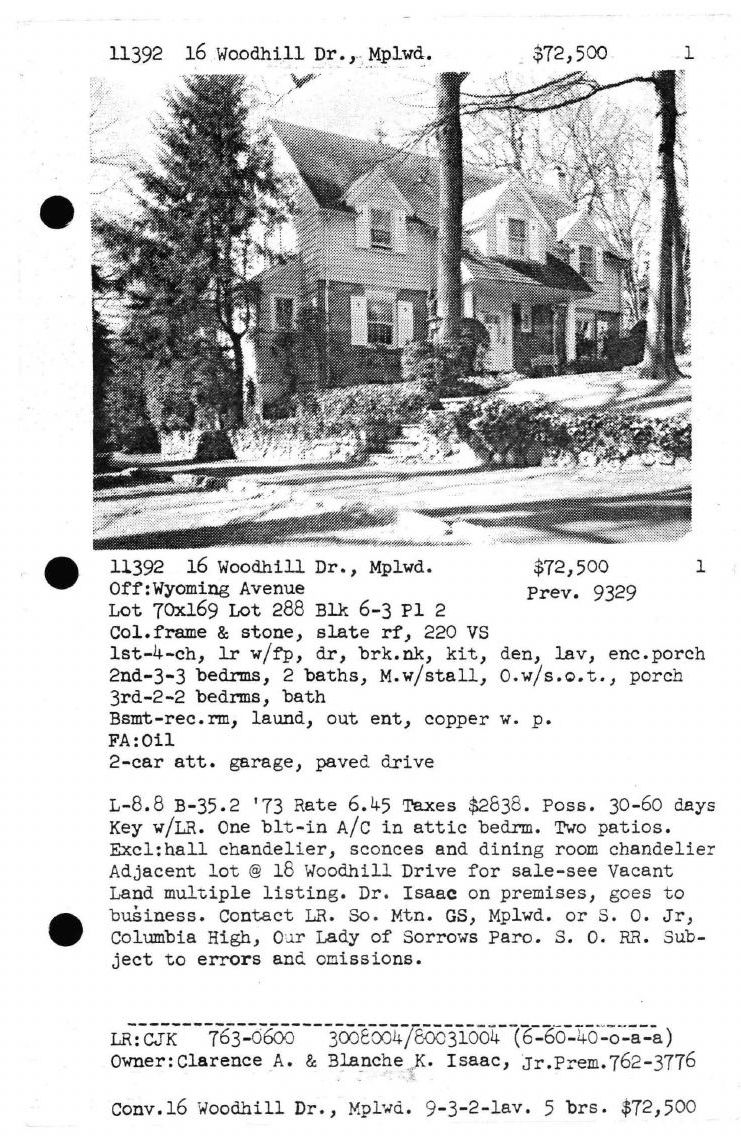 11392 16 Woodhill Dr., Mplwd. $72,500 1
11392 16 Woodhill Dr., Mplwd. $72,500 1
Off:Wyoming Avenue Prev. 9329
Lot 70x169 Lot 288 Blk 6-3 Pl 2
Col.frame & stone, slate rf, 220 VS
1st-4-ch, lr w/fp, dr, brk.nk, kit, den, lav, enc.porch
2nd-3-3 bedrms, 2 baths, M.w/stall, O.w/s.o.t., porch
3rd-2-2 bedrms, bath
Bsmt-rec.rm, laund, out ent, copper w. p.
FA:Oil
2-car att. garage, paved drive
L-8.8 B-35.2 '73 Rate 6.45 Taxes $2838. Poss. 30-60 days
Key w/LR. One blt-in A/C in attic bedrm. Two patios.
Excl:hall chandelier, sconces and dining room chandelier
Adjacent lot @ 18 Woodhill Drive for sale-see Vacant
Land multiple listing. Dr. Isaac on premises, goes to
business. Contact LR. So. Mtn. GS, Mplwd. or S. O. Jr,
Columbia High, Our Lady of Sorrows Paro. S. O. RR. Sub-
ject to errors and omissions.
LR:CJK 763-0600 3008004/80031004 (6-60-40-o-a-a)
Owner:Clarence A. & Blanche K. Isaac, Jr.Prem.762-3776
Conv.16 Woodhill Dr., Mplwd. 9-3-2-lav. 5 brs. $72,500